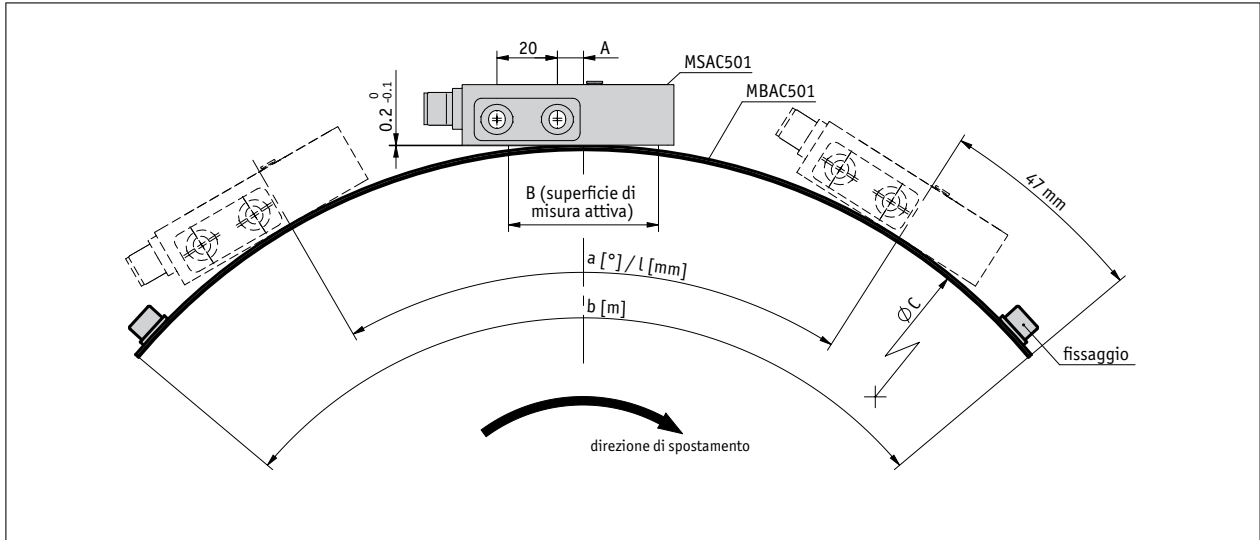 20
A
MSAC501
MBAC501
0.2 0 -0.1
47 mm
B (superficie di
misura attiva)
a [°] / l [mm]
b [m]
ØC
fissaggio
direzione di spostamento